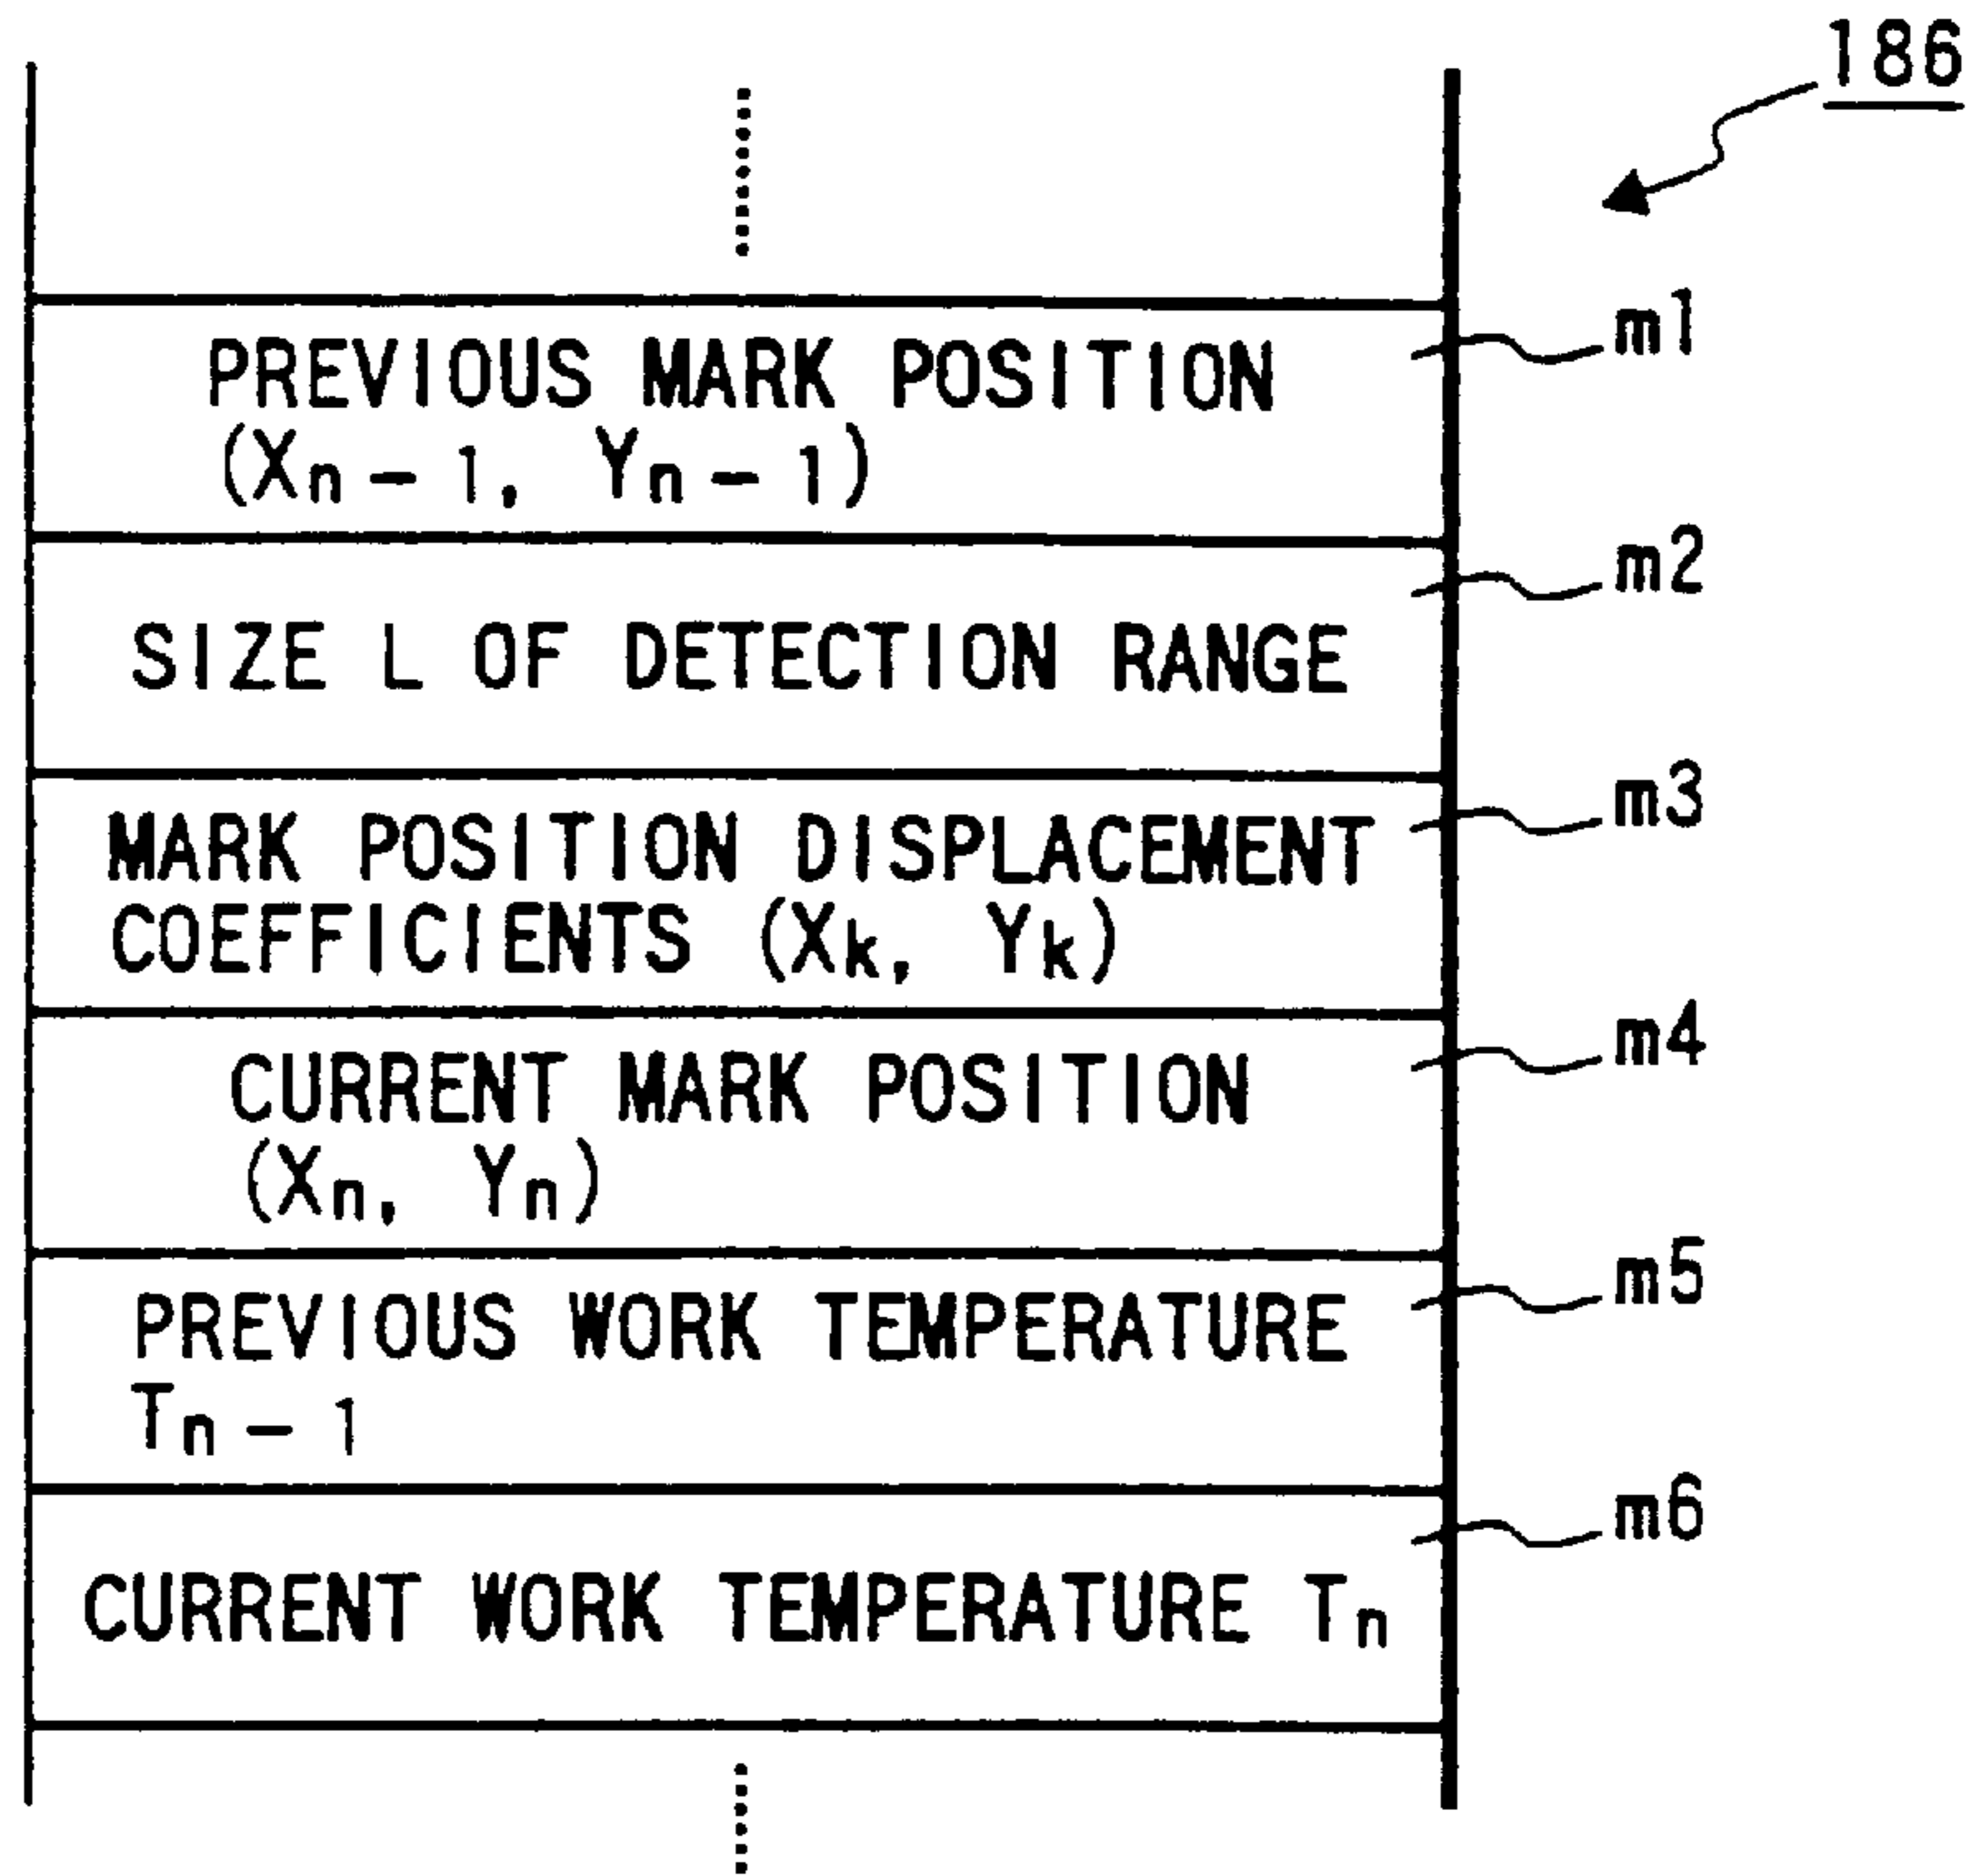 186
PREVIOUS MARK POSITION
(Xn-1, Yn-1)
m1
SIZE L OF DETECTION RANGE
m2
MARK POSITION DISPLACEMENT
COEFFICIENTS (Xk, Yk)
m3
CURRENT MARK POSITION
(Xn, Yn)
m4
PREVIOUS WORK TEMPERATURE
Tn-1
m5
CURRENT WORK TEMPERATURE Tn
m6